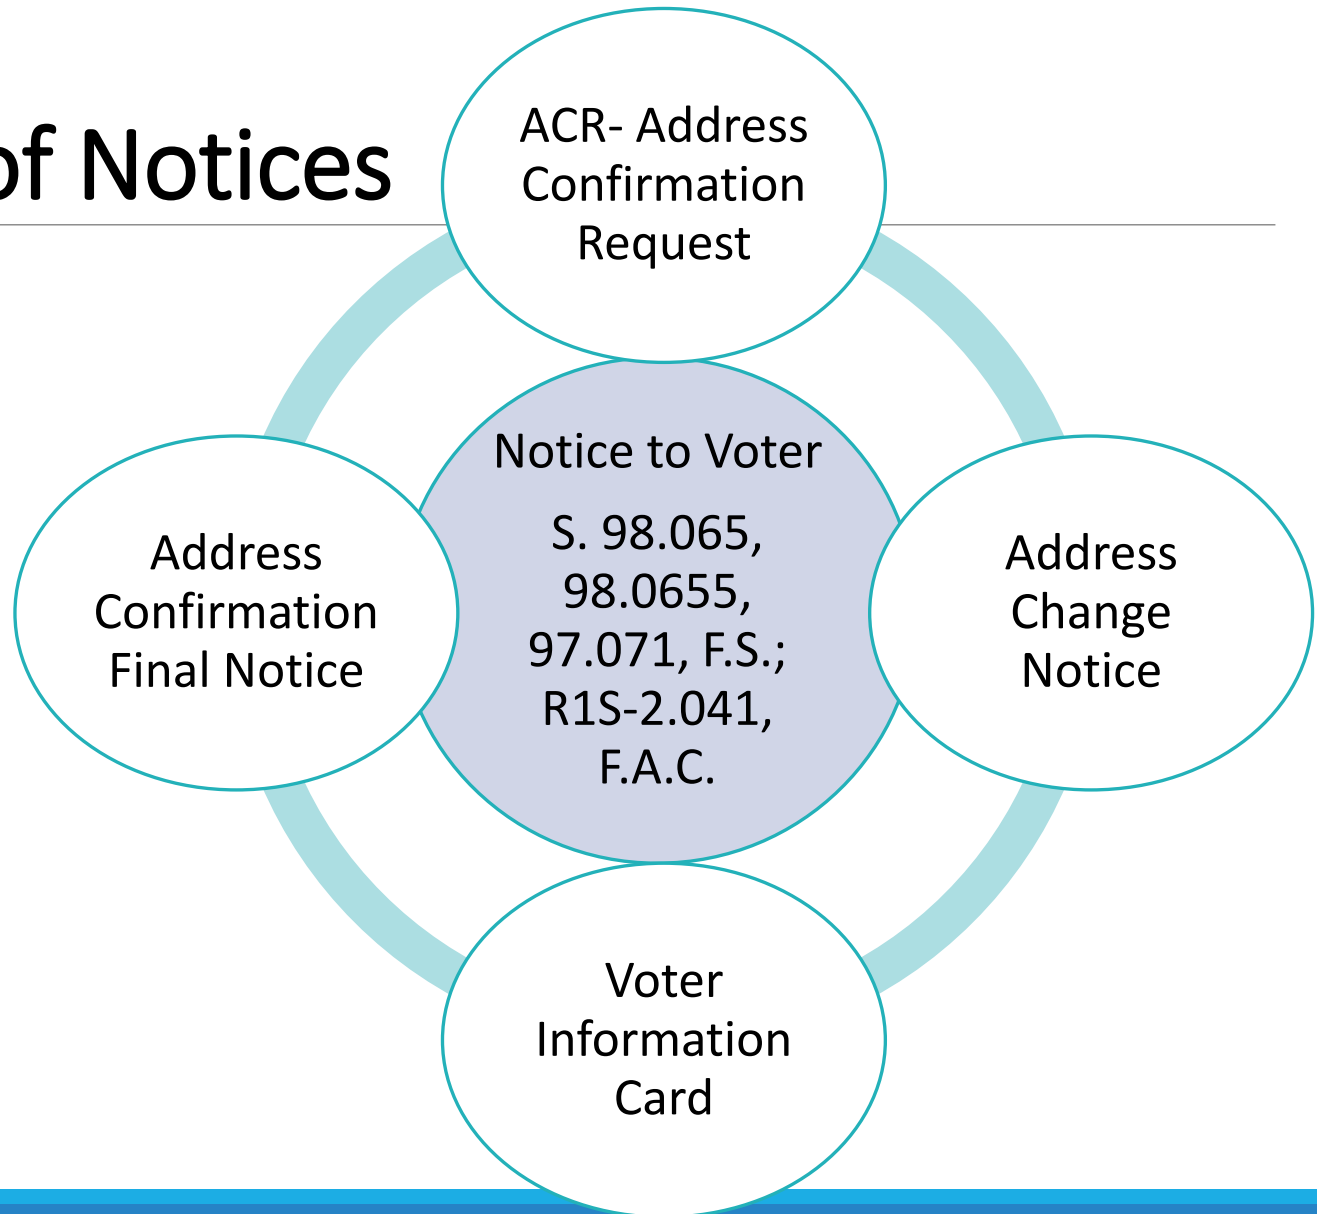 of Notices
ACR- Address
Confirmation
Request
Notice to Voter
S. 98.065,
98.0655,
97.071, F.S.;
R1S-2.041,
F.A.C.
Address
Change
Notice
Voter
Information
Card
Address
Confirmation
Final Notice